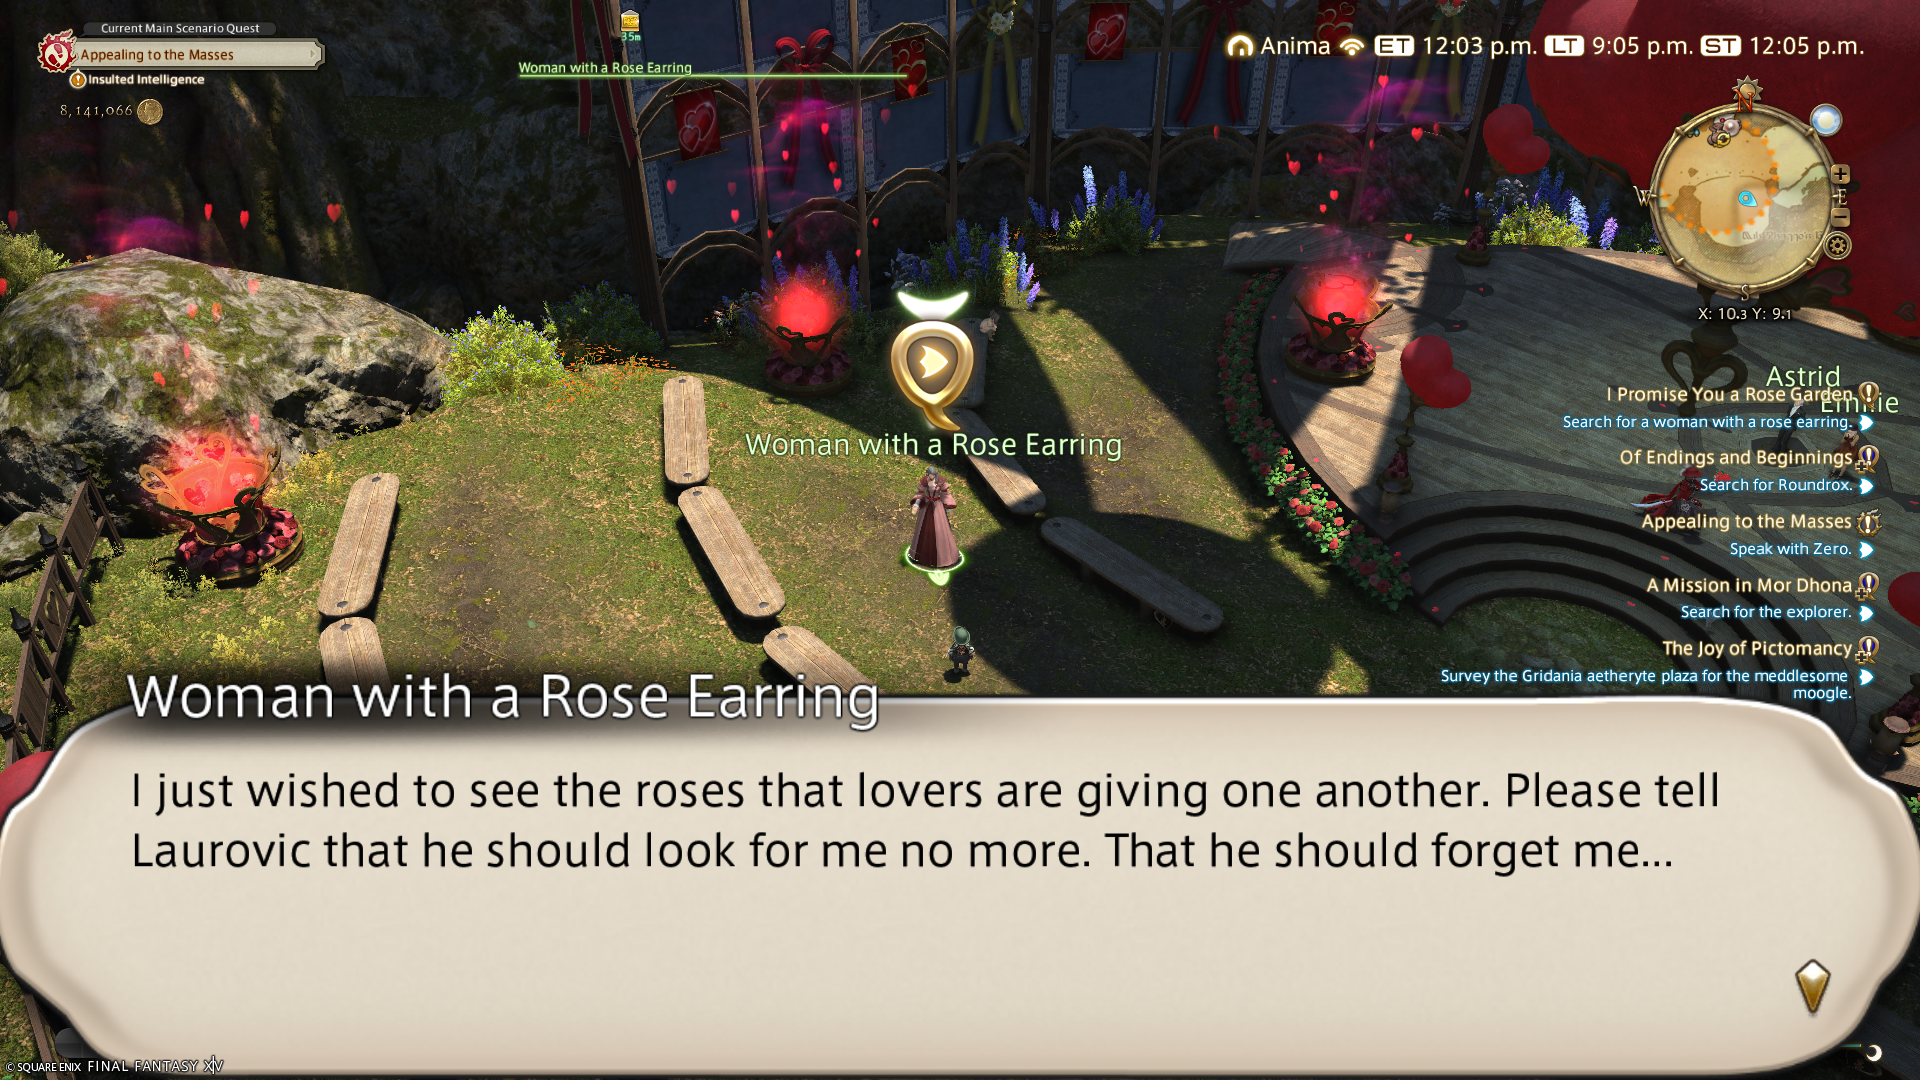 Current Main Scenario Quest
Appealing to the Masses
Insulted Intelligence
8,141,066
35m
Woman with a Rose Earring
Anima ET 12:03 p.m. LT 9:05 p.m. ST 12:05 p.m.
N
W
E
S
X: 10.3 Y: 9.1
Astrid
I Promise You a Rose Garden
Search for a woman with a rose earring.
Of Endings and Beginnings
Search for Roundrox.
Appealing to the Masses
Speak with Zero.
A Mission in Mor Dhona
Search for the explorer.
The Joy of Pictomancy
Survey the Gridania aetheryte plaza for the meddlesome
moogle.
Woman with a Rose Earring
Woman with a Rose Earring
I just wished to see the roses that lovers are giving one another. Please tell
Laurovic that he should look for me no more. That he should forget me...
© SQUARE ENIX FINAL FANTASY XIV